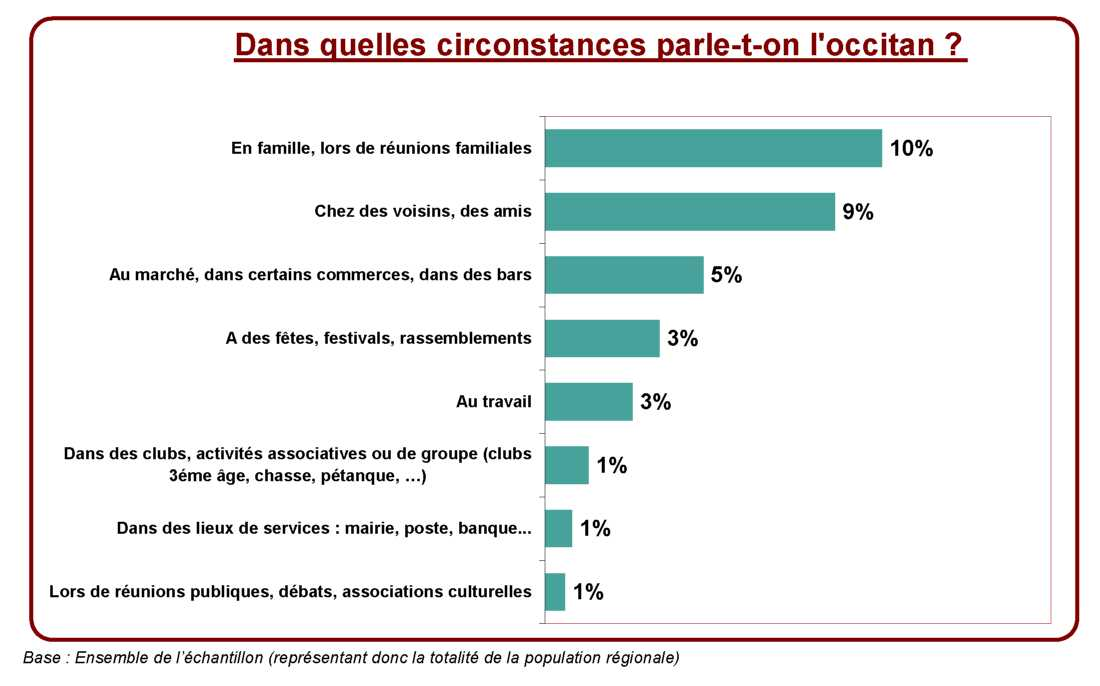 Dans quelles circonstances parle-t-on l'occitan ?
En famille, lors de réunions familiales
10%
Chez des voisins, des amis
9%
Au marché, dans certains commerces, dans des bars
5%
A des fêtes, festivals, rassemblements
3%
Au travail
3%
Dans des clubs, activités associatives ou de groupe (clubs
3éme âge, chasse, pétanque, …)
1%
Dans des lieux de services : mairie, poste, banque...
1%
Lors de réunions publiques, débats, associations culturelles
1%
Base : Ensemble de l’échantillon (représentant donc la totalité de la population régionale)